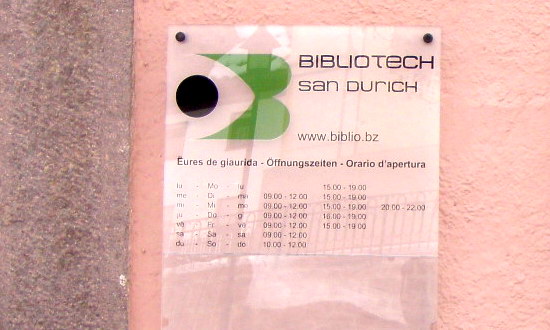 BIBLIOTECH
SAN DURICH
www.biblio.bz
Ëures de giaurida - Öffnungszeiten - Orario d'apertura
lu - Mo - lu 15.00 - 19.00
me - Di - ma 09.00 - 12.00 15.00 - 19.00
mi - Mi - me 09.00 - 12.00 15.00 - 19.00 20.00 - 22.00
ju - Do - gi 09.00 - 12.00 16.00 - 19.00
vë - Fr - ve 09.00 - 12.00 15.00 - 19.00
sa - Sa - sa 09.00 - 12.00
du - So - do 10.00 - 12.00